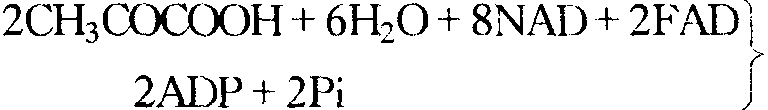 2CH₃COCOOH + 6H₂O + 8NAD + 2FAD
2ADP + 2Pi